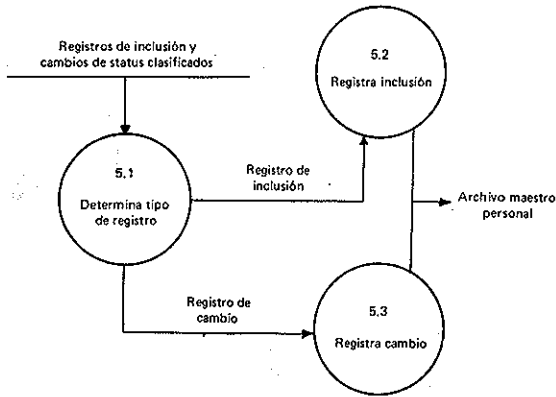 Registros de inclusión y
cambios de status clasificados
5.1
Determina tipo
de registro
Registro de
inclusión
5.2
Registra inclusión
Archivo maestro
personal
Registro de
cambio
5.3
Registra cambio